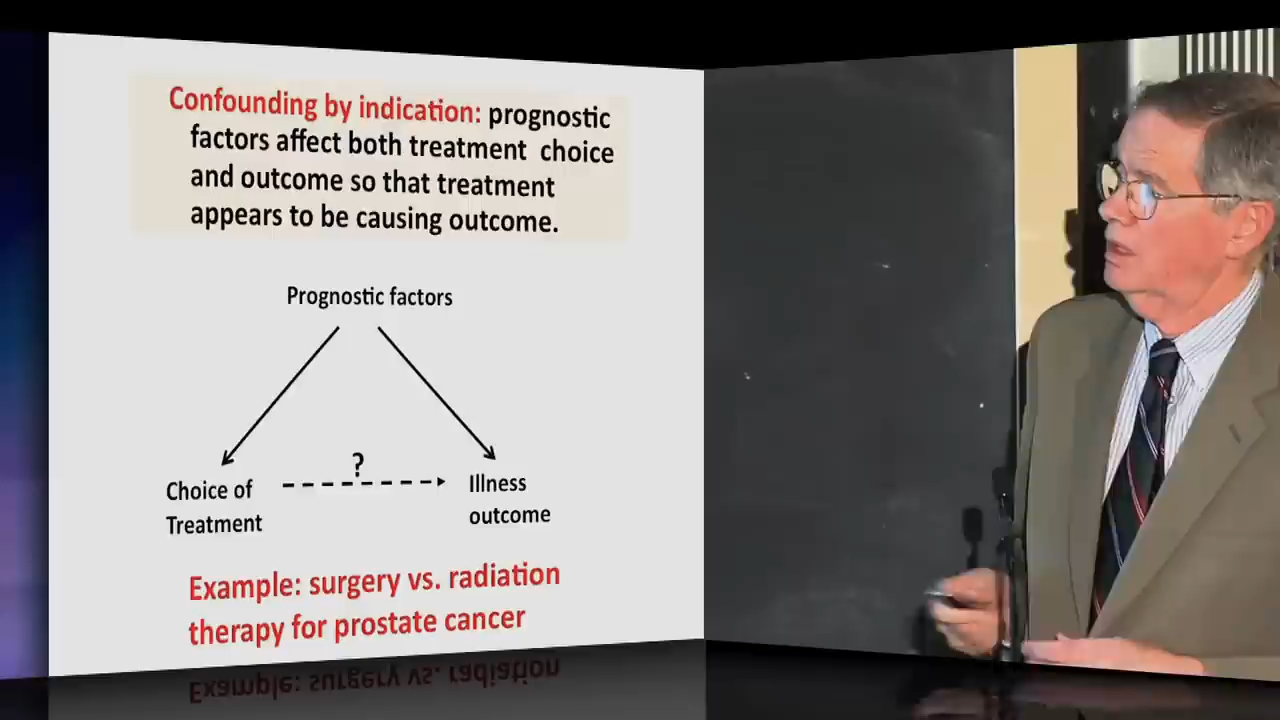 Confounding by indication: prognostic
factors affect both treatment choice
and outcome so that treatment
appears to be causing outcome.
Prognostic factors
?
Choice of
Treatment
Illness
outcome
Example: surgery vs. radiation
therapy for prostate cancer